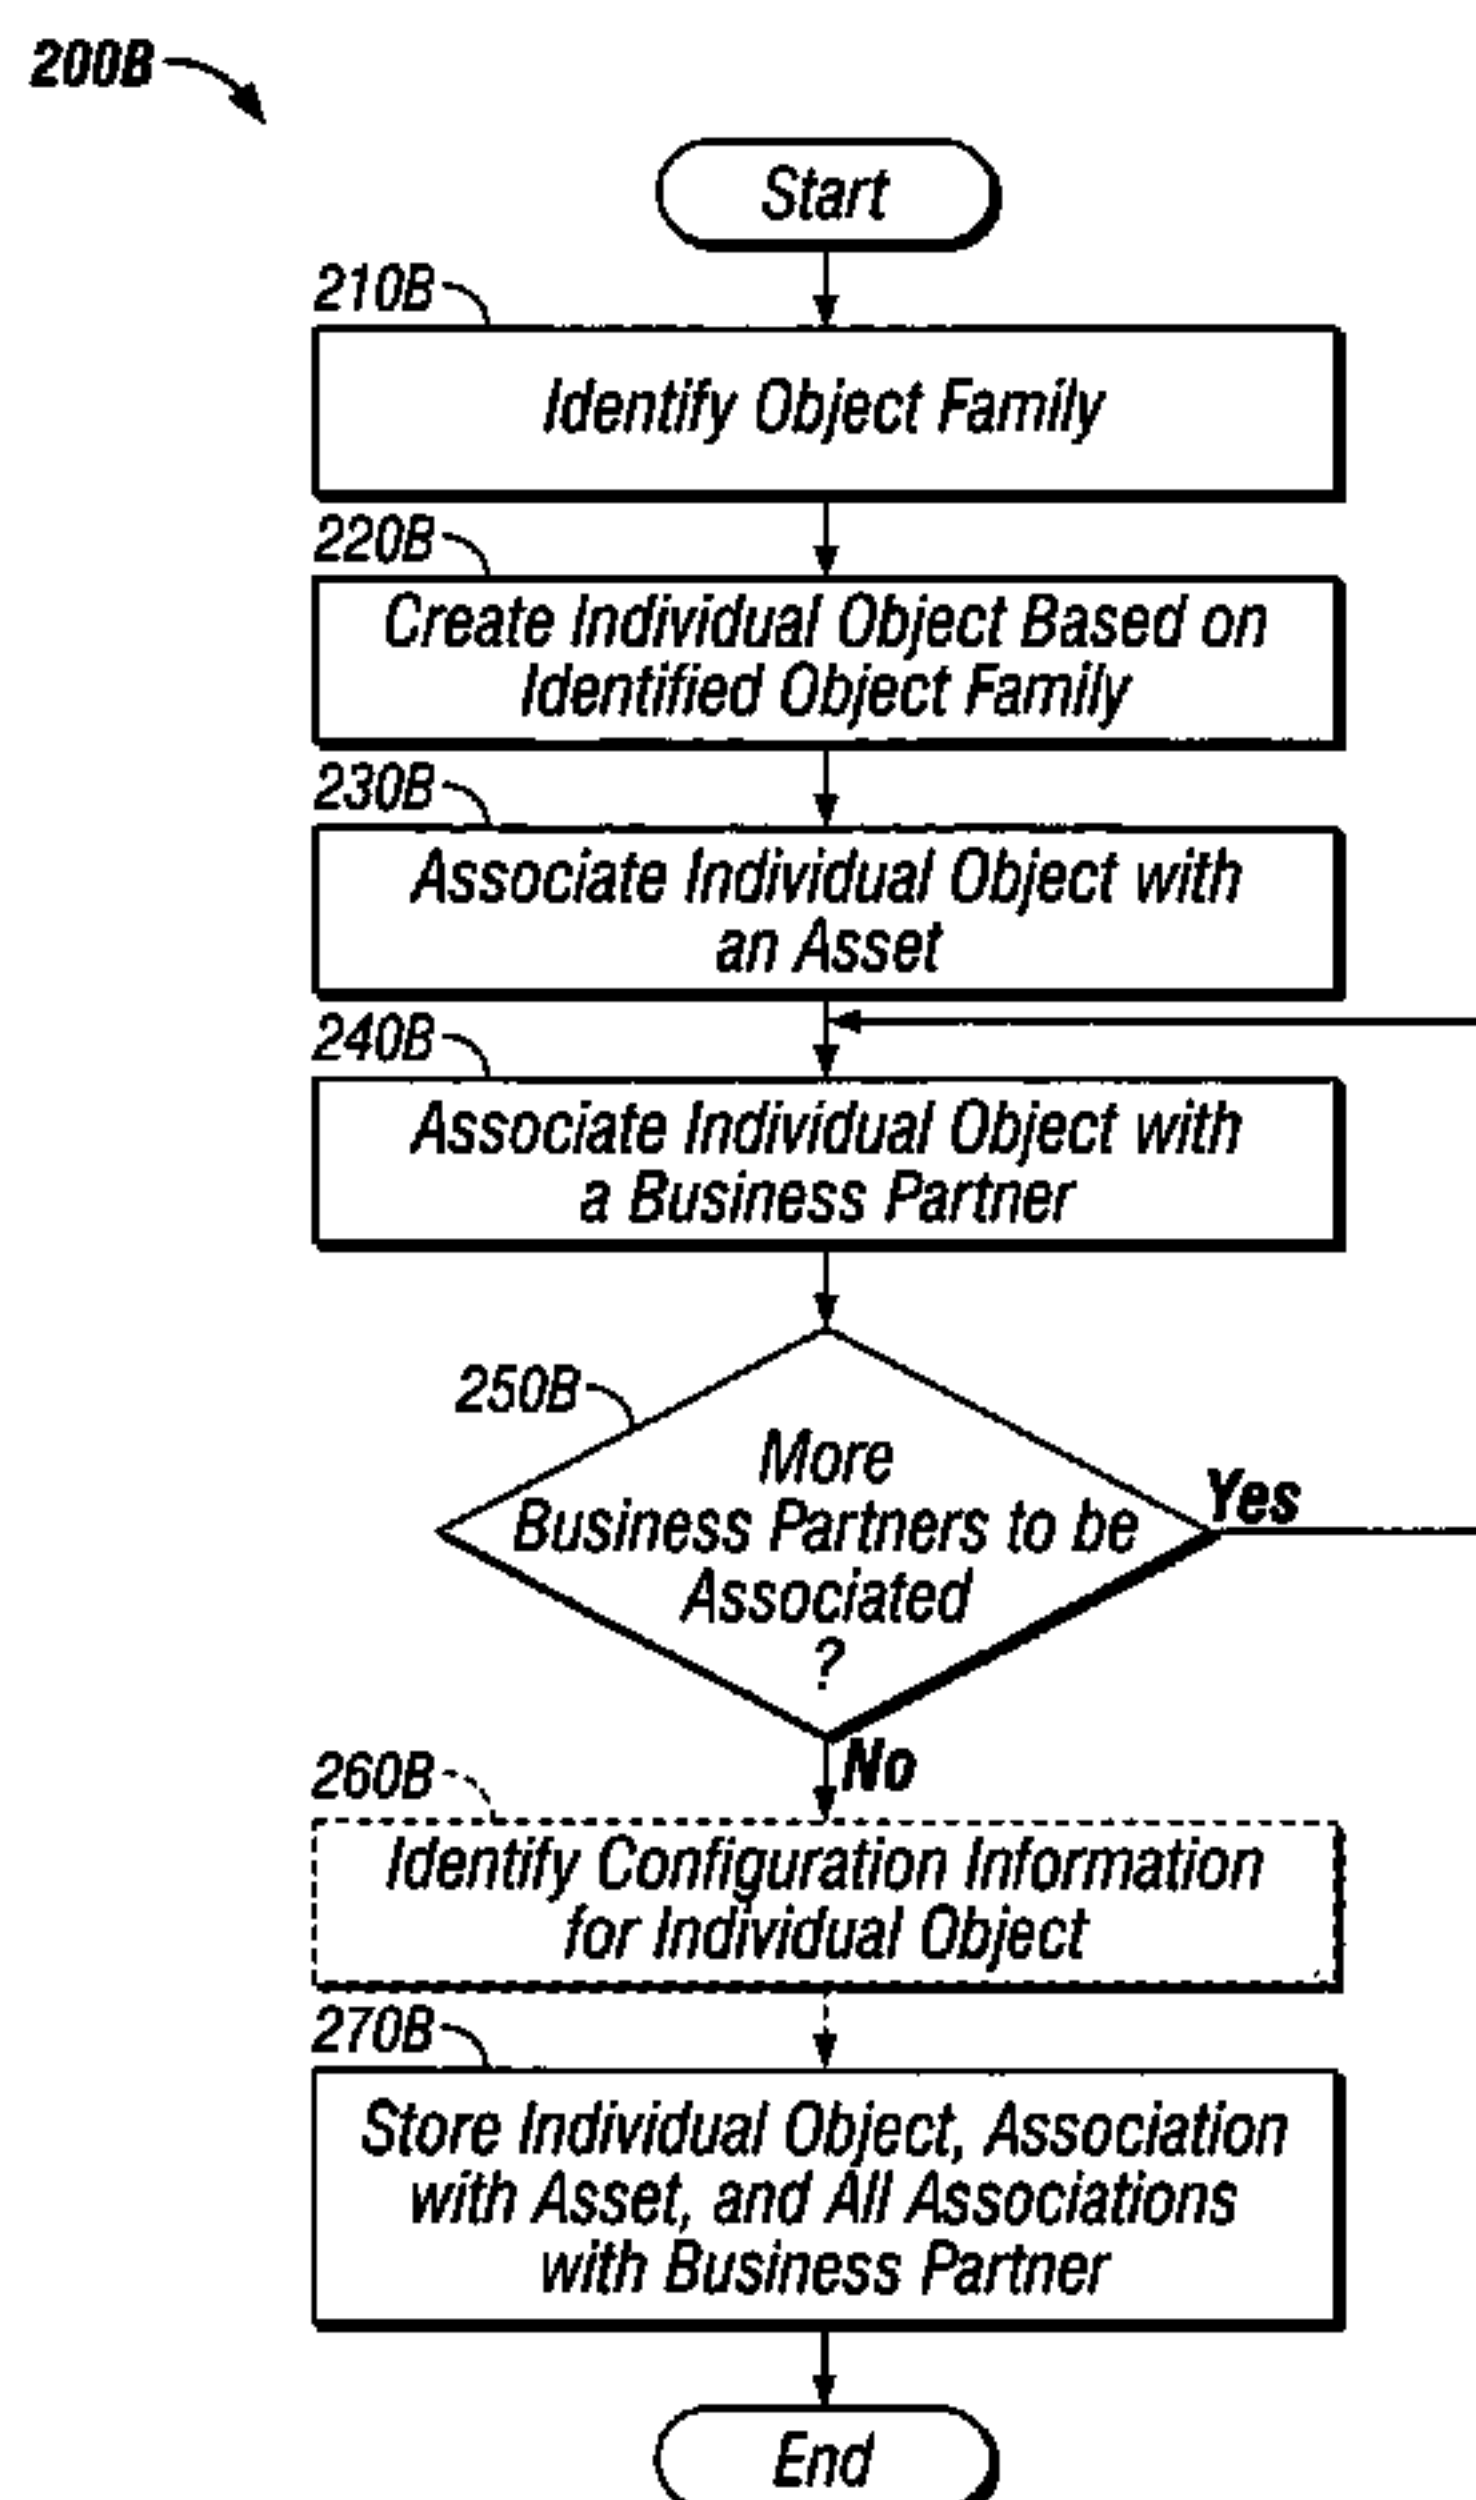 200B
Start
210B
Identify Object Family
220B
Create Individual Object Based on
Identified Object Family
230B
Associate Individual Object with
an Asset
240B
Associate Individual Object with
a Business Partner
250B
More
Business Partners to be
Associated
?
Yes
No
260B
Identify Configuration Information
for Individual Object
270B
Store Individual Object, Association
with Asset, and All Associations
with Business Partner
End